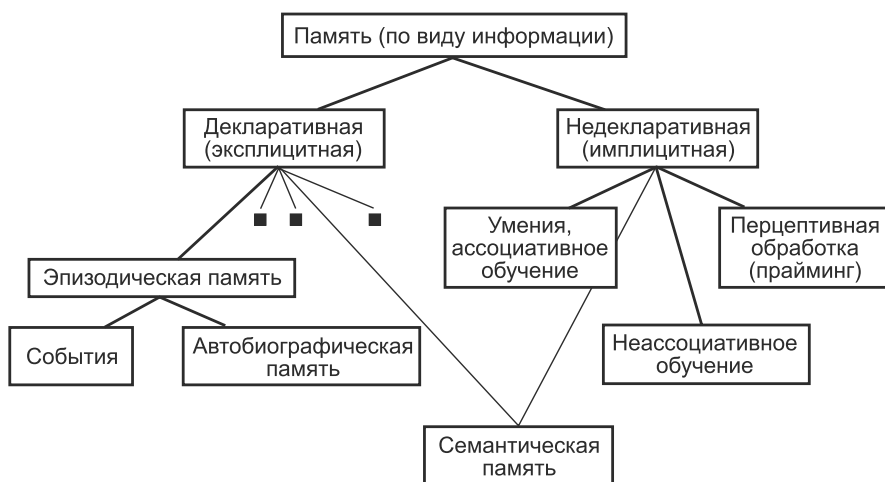 Память (по виду информации)
Декларативная
(эксплицитная)
Недекларативная
(имплицитная)
Умения,
ассоциативное
обучение
Перцептивная
обработка
(прайминг)
Эпизодическая память
События
Автобиографическая
память
Неассоциативное
обучение
Семантическая
память